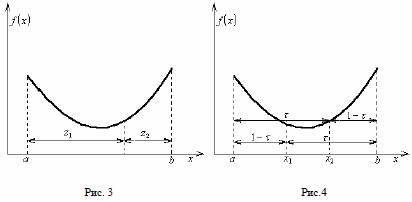 f(x)
z₁
z₂
a
b
x
Рис. 3
f(x)
τ
1-τ
1-τ
τ
a
x₁
x₂
b
x
Рис.4